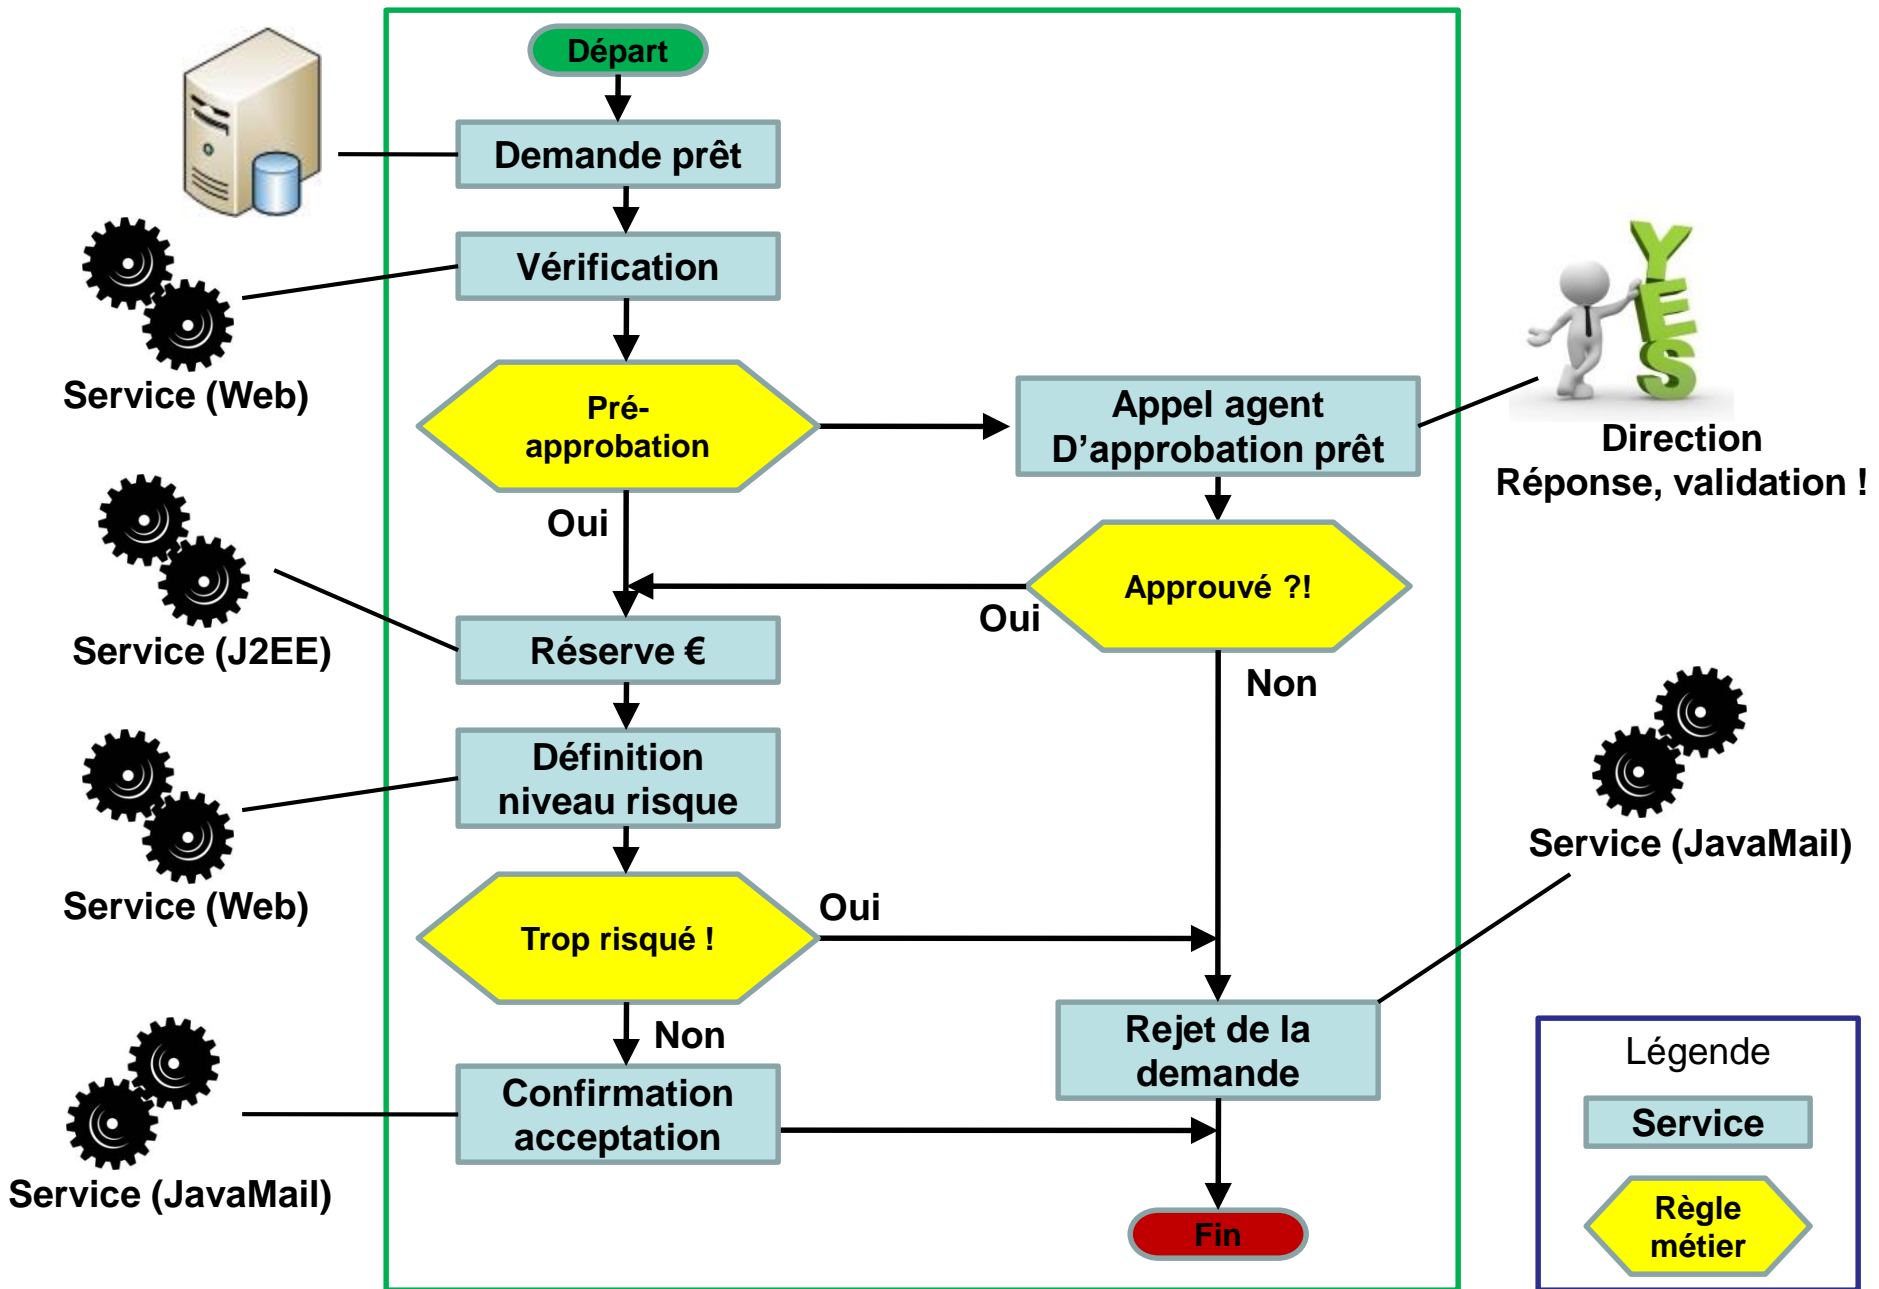 Départ
Demande prêt
Vérification
Service (Web)
Pré-
approbation
Appel agent
D’approbation prêt
Direction
Réponse, validation !
YES
Oui
Approuvé ?!
Oui
Service (J2EE)
Réserve €
Non
Définition
niveau risque
Service (Web)
Service (JavaMail)
Trop risqué !
Oui
Non
Rejet de la
demande
Confirmation
acceptation
Service (JavaMail)
Fin
Légende
Service
Règle
métier